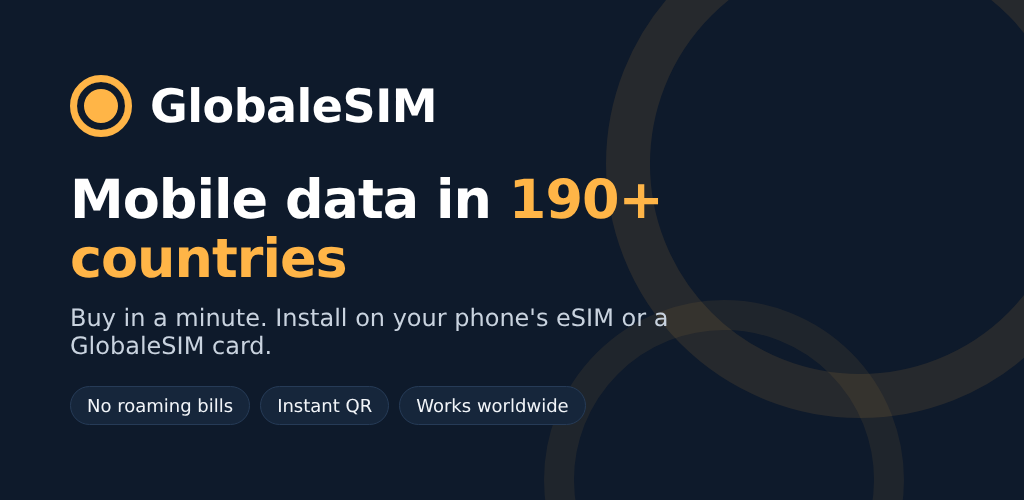 GlobaleSIM
Mobile data in 190+
countries
Buy in a minute. Install on your phone's eSIM or a
GlobaleSIM card.
No roaming bills
Instant QR
Works worldwide